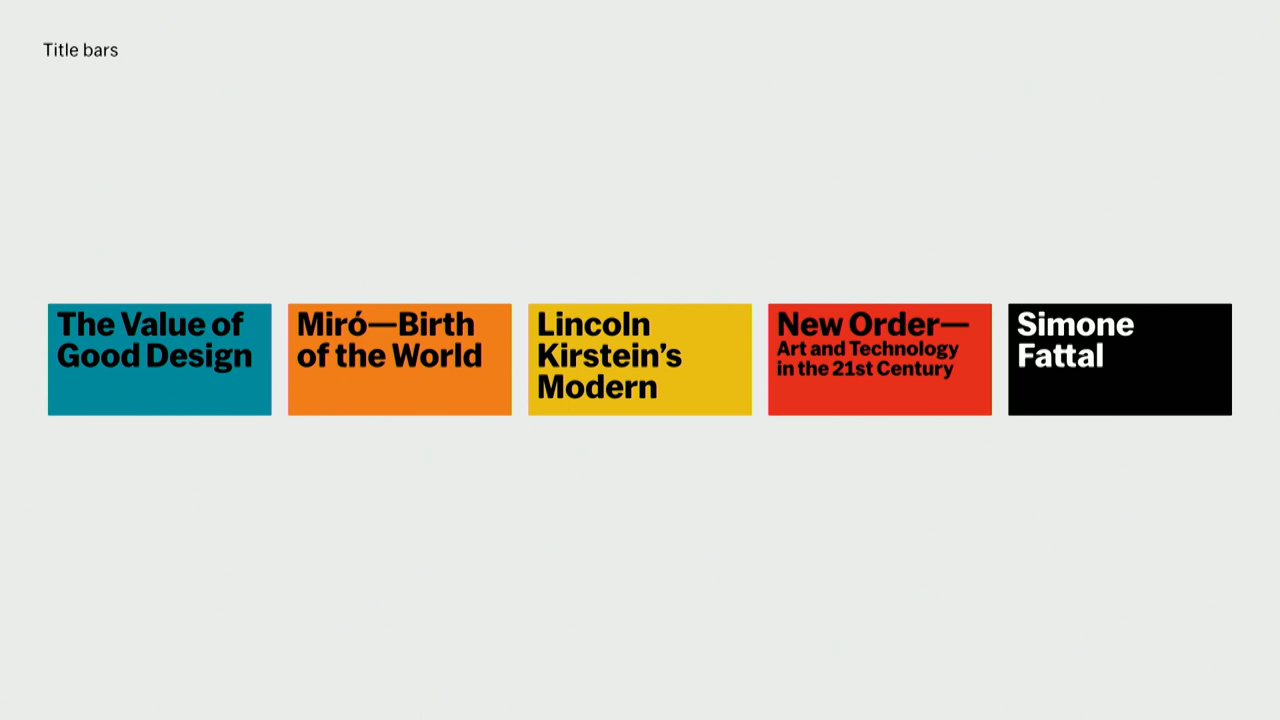 Title bars
The Value of
Good Design
Miró—Birth
of the World
Lincoln
Kirstein’s
Modern
New Order—
Art and Technology
in the 21st Century
Simone
Fattal